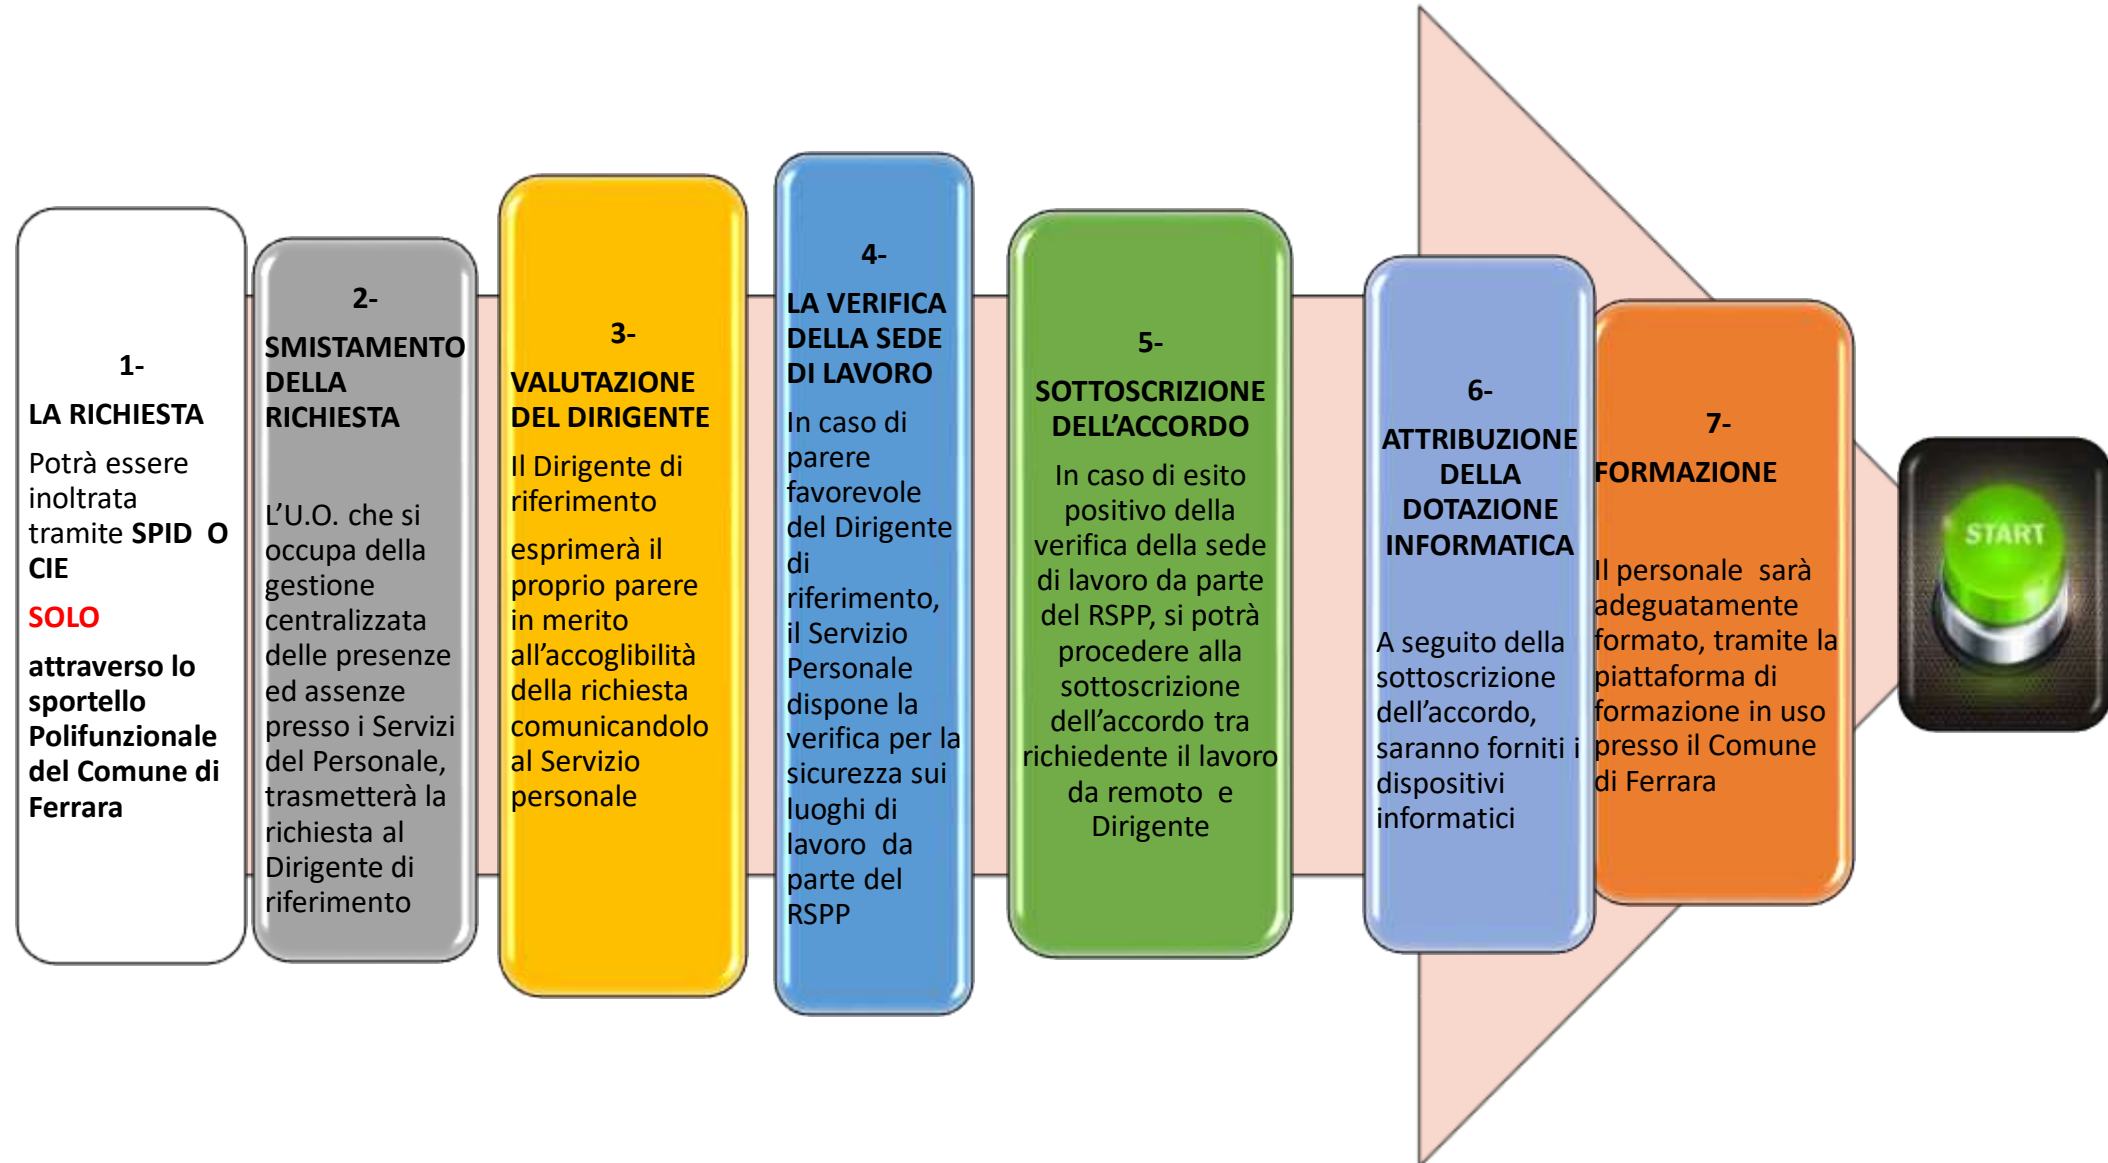 1-
LA RICHIESTA
Potrà essere
inoltrata
tramite SPID O
CIE
SOLO
attraverso lo
sportello
Polifunzionale
del Comune di
Ferrara
2-
SMISTAMENTO
DELLA
RICHIESTA
L'U.O. che si
occupa della
gestione
centralizzata
delle presenze
ed assenze
presso i Servizi
del Personale,
trasmetterà la
richiesta al
Dirigente di
riferimento
3-
VALUTAZIONE
DEL DIRIGENTE
Il Dirigente di
riferimento
esprimerà il
proprio parere
in merito
all'accoglibilità
della richiesta
comunicandolo
al Servizio
personale
4-
LA VERIFICA
DELLA SEDE
DI LAVORO
In caso di
parere
favorevole
del Dirigente
di
riferimento,
il Servizio
Personale
dispone la
verifica per la
sicurezza sui
luoghi di
lavoro da
parte del
RSPP
5-
SOTTOSCRIZIONE
DELL'ACCORDO
In caso di esito
positivo della
verifica della sede
di lavoro da parte
del RSPP, si potrà
procedere alla
sottoscrizione
dell'accordo tra
richiedente il lavoro
da remoto e
Dirigente
6-
ATTRIBUZIONE
DELLA
DOTAZIONE
INFORMATICA
A seguito della
sottoscrizione
dell'accordo,
saranno forniti i
dispositivi
informatici
7-
FORMAZIONE
Il personale sarà
adeguatamente
formato, tramite la
piattaforma di
formazione in uso
presso il Comune
di Ferrara
START